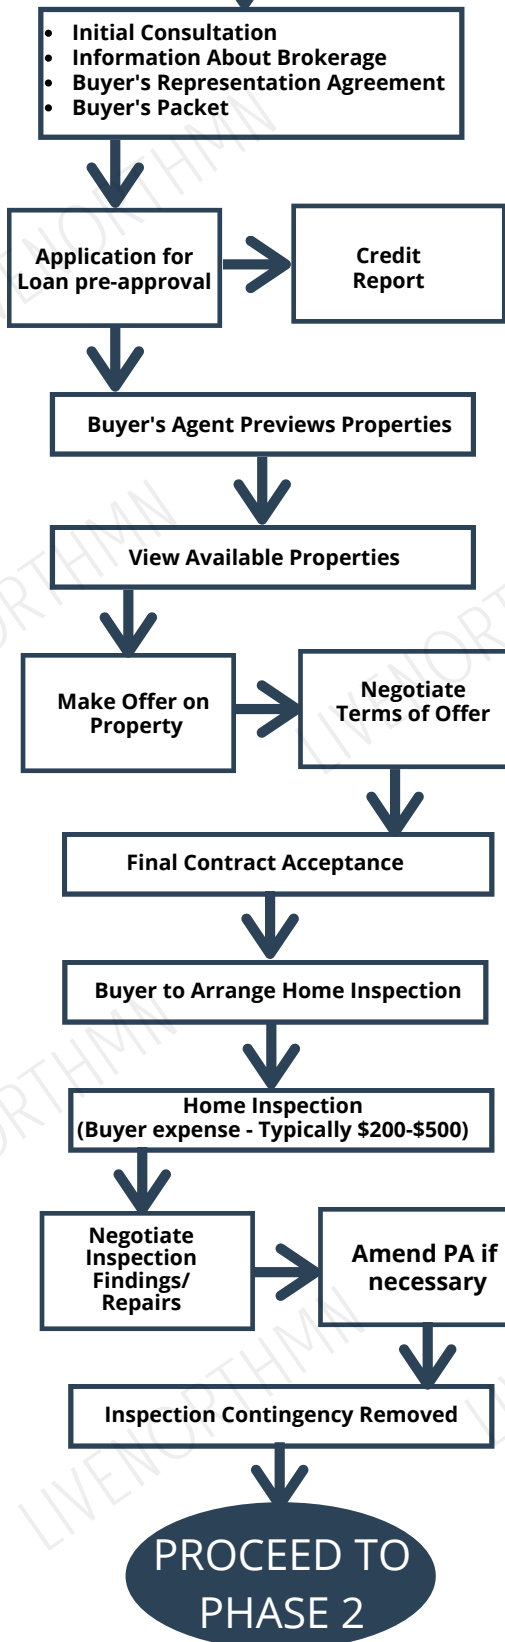 • Initial Consultation
• Information About Brokerage
• Buyer's Representation Agreement
• Buyer's Packet
Application for
Loan pre-approval
Credit
Report
Buyer's Agent Previews Properties
View Available Properties
Make Offer on
Property
Negotiate
Terms of Offer
Final Contract Acceptance
Buyer to Arrange Home Inspection
Home Inspection
(Buyer expense - Typically $200-$500)
Negotiate
Inspection
Findings/
Repairs
Amend PA if
necessary
Inspection Contingency Removed
PROCEED TO
PHASE 2
LIVENORTHMN